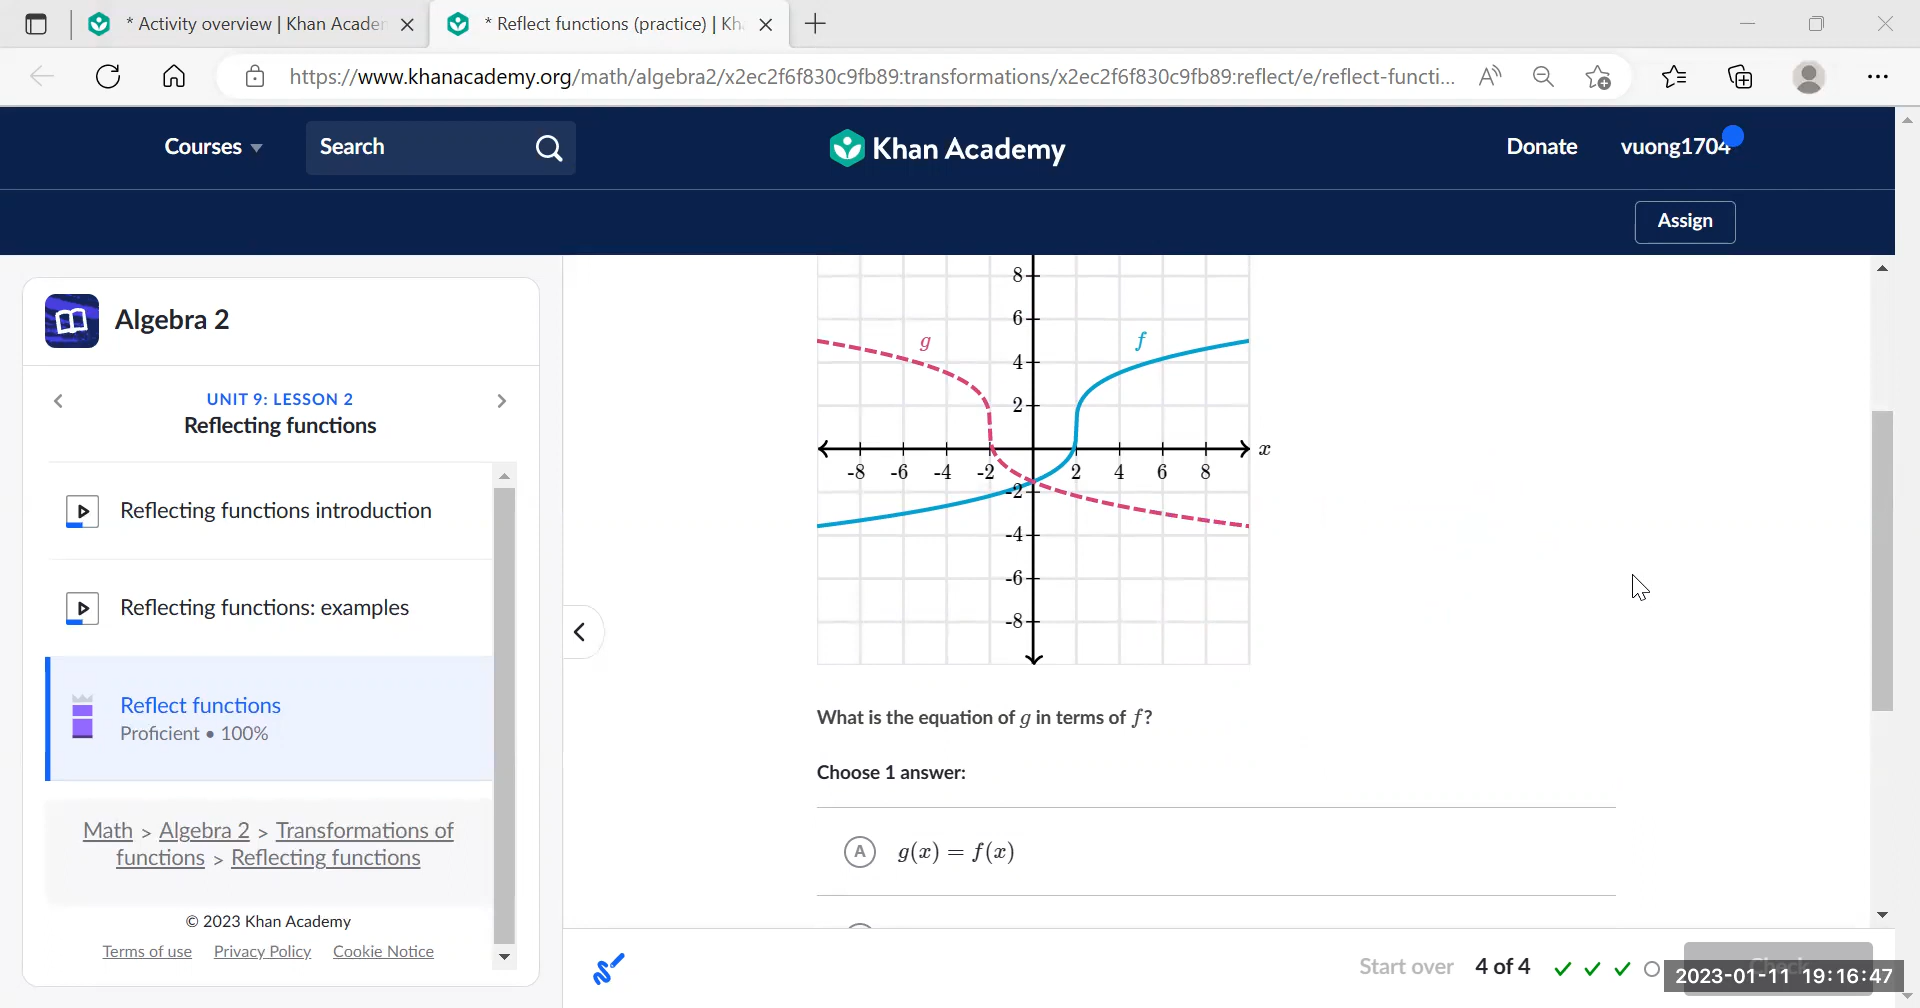 * Activity overview | Khan Acade
* Reflect functions (practice) | Kh
https://www.khanacademy.org/math/algebra2/x2ec2f6f830c9fb89:transformations/x2ec2f6f830c9fb89:reflect/e/reflect-functi...
Courses
Search
Khan Academy
Donate
vuong1704
Assign
Algebra 2
UNIT 9: LESSON 2
Reflecting functions
Reflecting functions introduction
Reflecting functions: examples
Reflect functions
Proficient • 100%
Math > Algebra 2 > Transformations of
functions > Reflecting functions
© 2023 Khan Academy
Terms of use Privacy Policy Cookie Notice
8
6
g f
4
2
x
-8 -6 -4 -2 2 4 6 8
-2
-4
-6
-8
What is the equation of g in terms of f?
Choose 1 answer:
A g(x) = f(x)
Start over 4 of 4
Check
2023-01-11 19:16:47